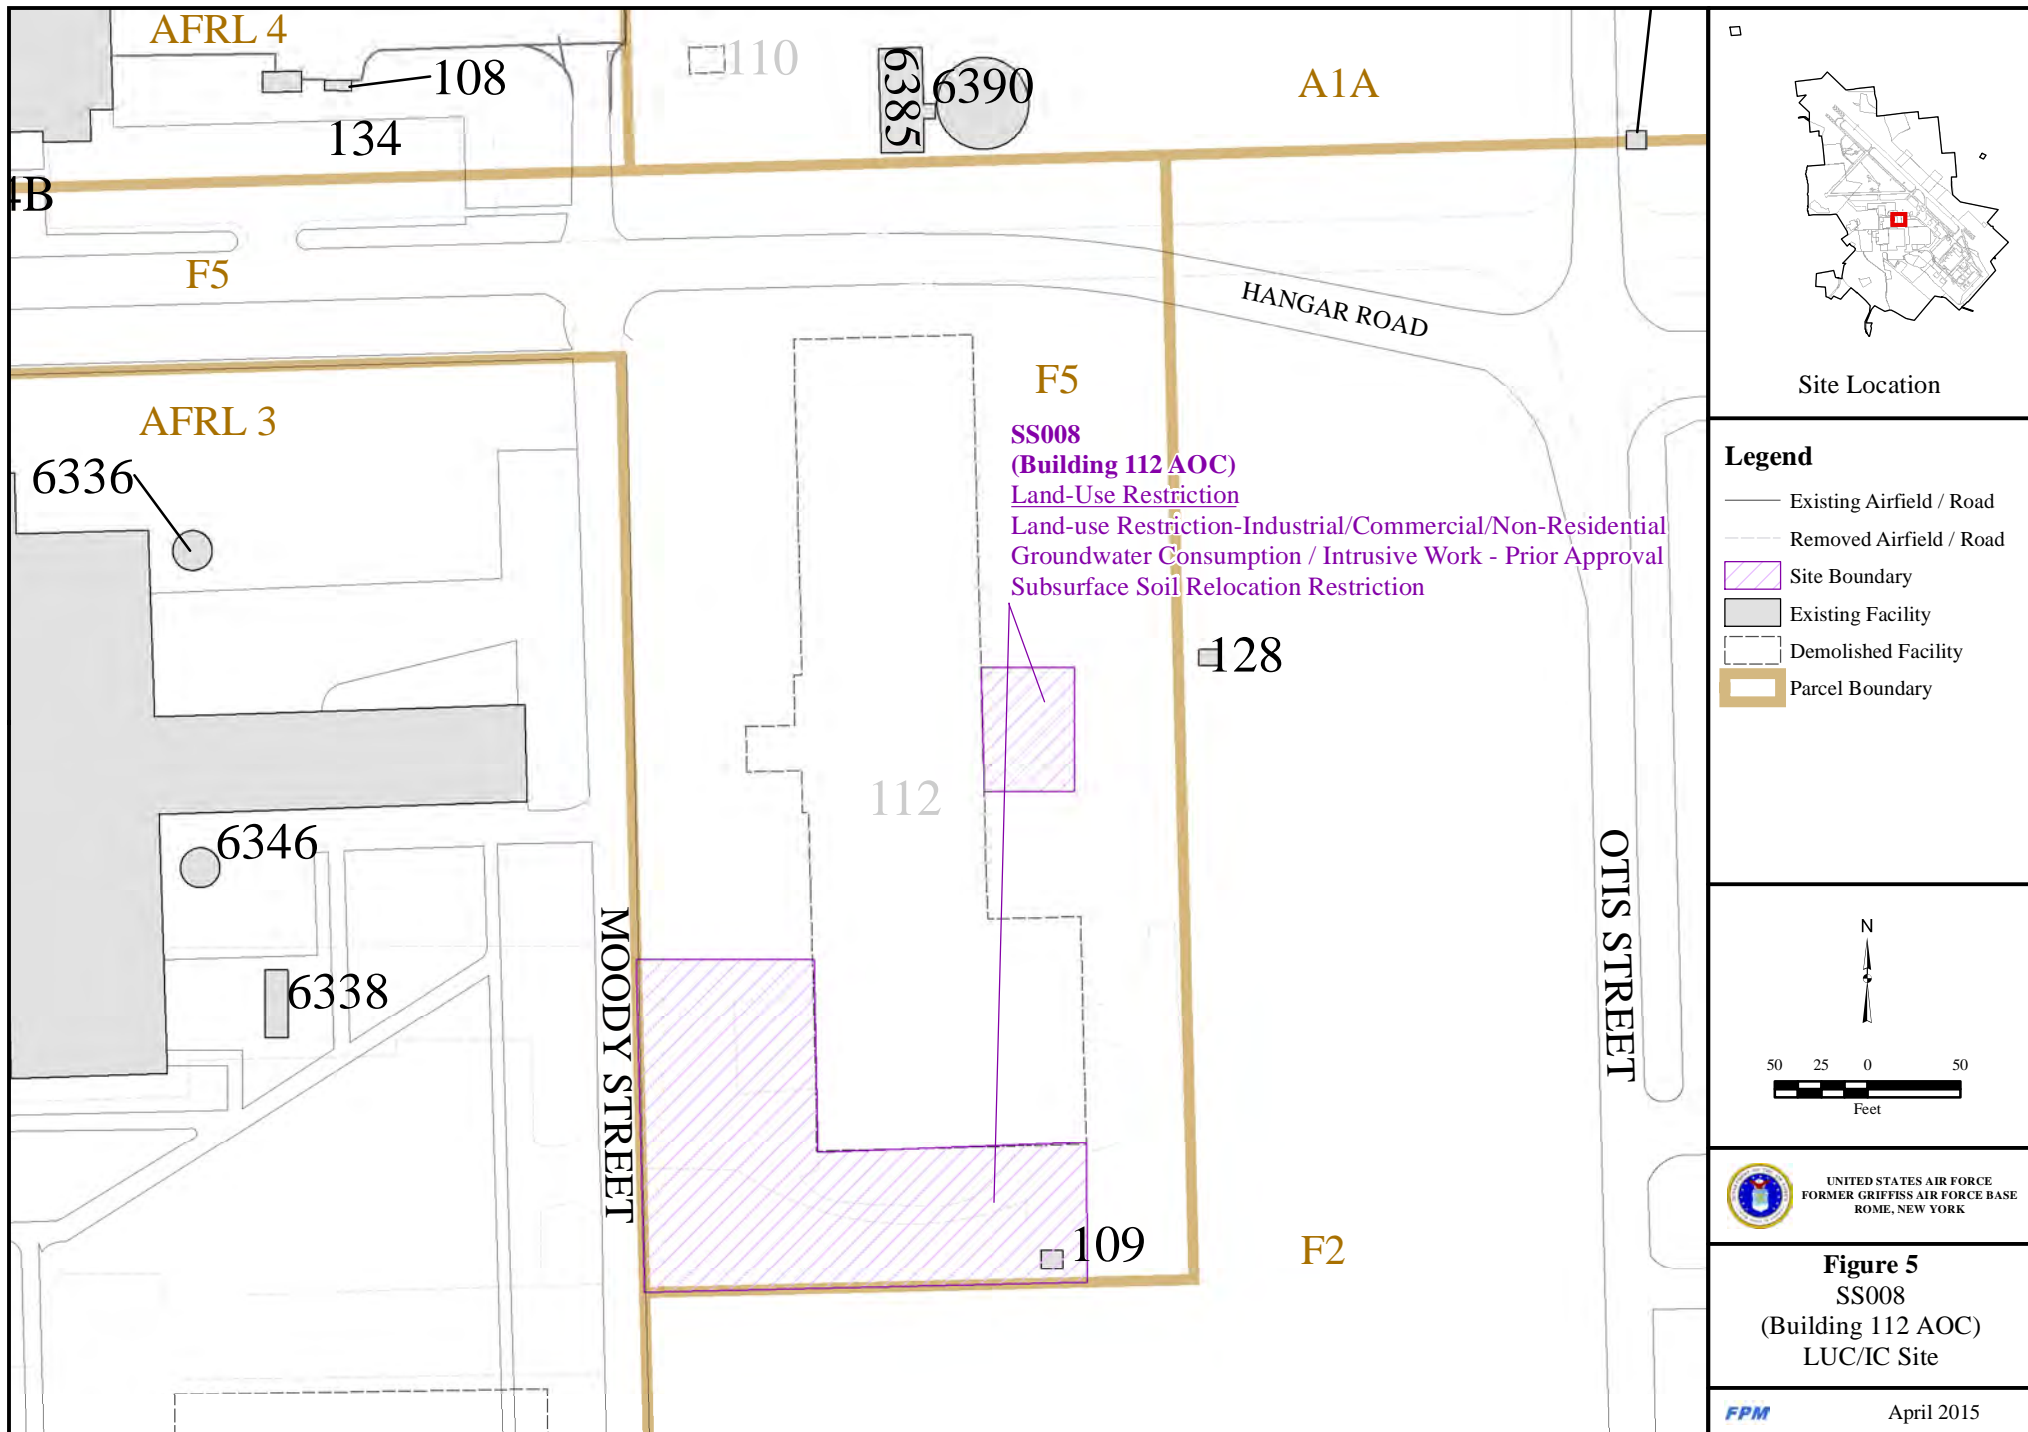 AFRL 4
108
134
4B
110
6385
6390
A1A
F5
HANGAR ROAD
AFRL 3
6336
F5
SS008
(Building 112 AOC)
Land-Use Restriction
Land-use Restriction-Industrial/Commercial/Non-Residential
Groundwater Consumption / Intrusive Work - Prior Approval
Subsurface Soil Relocation Restriction
128
112
6346
6338
MOODY STREET
OTIS STREET
109
F2
Site Location
Legend
Existing Airfield / Road
Removed Airfield / Road
Site Boundary
Existing Facility
Demolished Facility
Parcel Boundary
N
50 25 0 50
Feet
UNITED STATES AIR FORCE
FORMER GRIFFISS AIR FORCE BASE
ROME, NEW YORK
Figure 5
SS008
(Building 112 AOC)
LUC/IC Site
FPM
April 2015